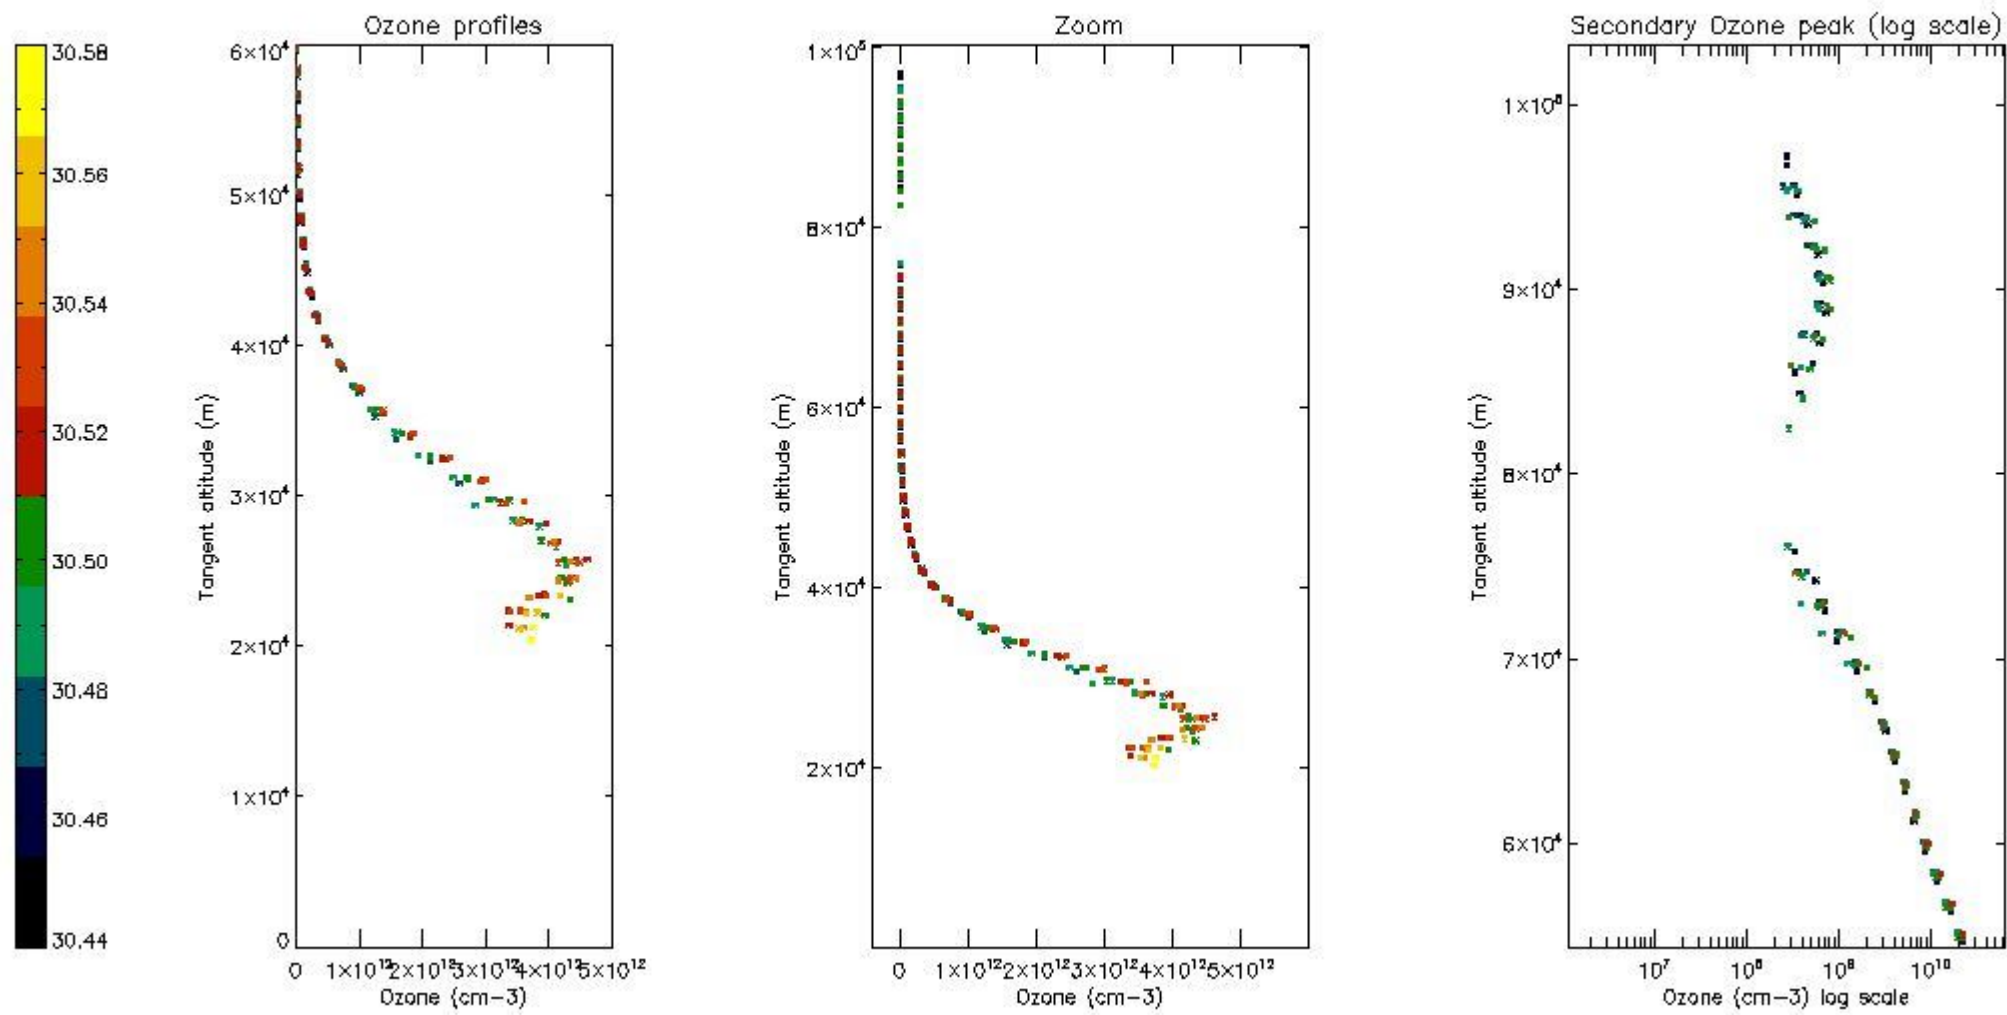 Ozone profiles
Zoom
Secondary Ozone peak (log scale)
30.58
30.56
30.54
30.52
30.50
30.48
30.46
30.44
6×10⁴
5×10⁴
4×10⁴
3×10⁴
2×10⁴
1×10⁴
0
Tangent altitude (m)
0 1×10¹² 2×10¹² 3×10¹² 4×10¹² 5×10¹²
Ozone (cm-3)
1×10⁵
8×10⁴
6×10⁴
4×10⁴
2×10⁴
Tangent altitude (m)
0 1×10¹² 2×10¹² 3×10¹² 4×10¹² 5×10¹²
Ozone (cm-3)
9×10⁴
8×10⁴
7×10⁴
6×10⁴
Tangent altitude (m)
10⁷ 10⁸ 10⁹ 10¹⁰
Ozone (cm-3) log scale